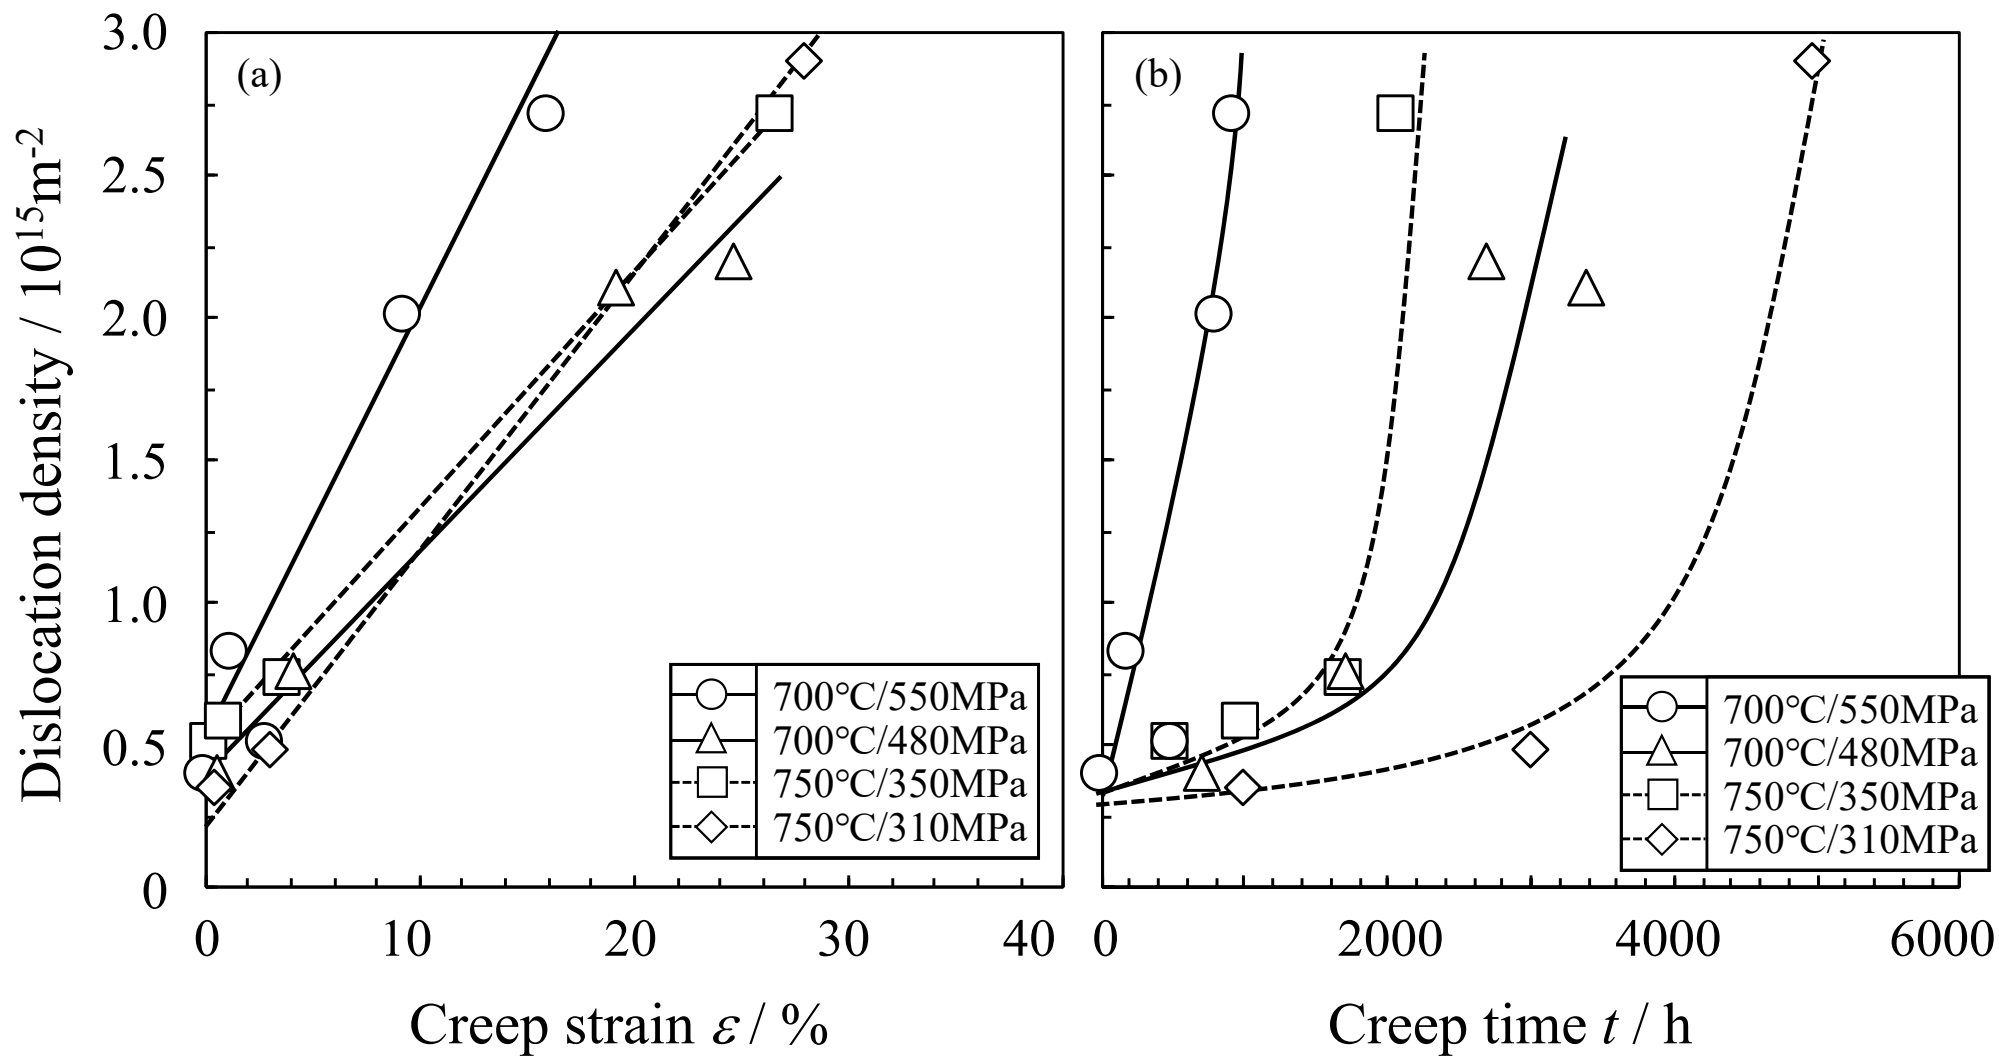 Dislocation density / 10¹⁵m⁻²
3.0
2.5
2.0
1.5
1.0
0.5
0
(a)
700℃/550MPa
700℃/480MPa
750℃/350MPa
750℃/310MPa
0 10 20 30 40
Creep strain ε / %
(b)
700℃/550MPa
700℃/480MPa
750℃/350MPa
750℃/310MPa
0 2000 4000 6000
Creep time t / h